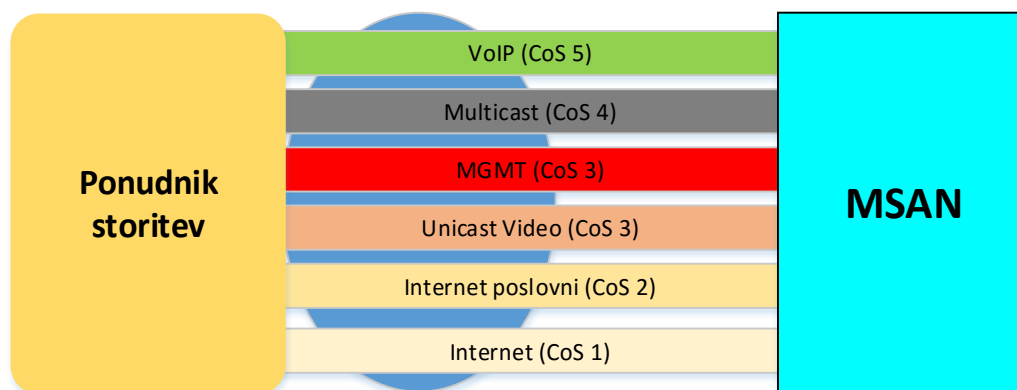 Ponudnik
storitev
VoIP (CoS 5)
Multicast (CoS 4)
MGMT (CoS 3)
Unicast Video (CoS 3)
Internet poslovni (CoS 2)
Internet (CoS 1)
MSAN